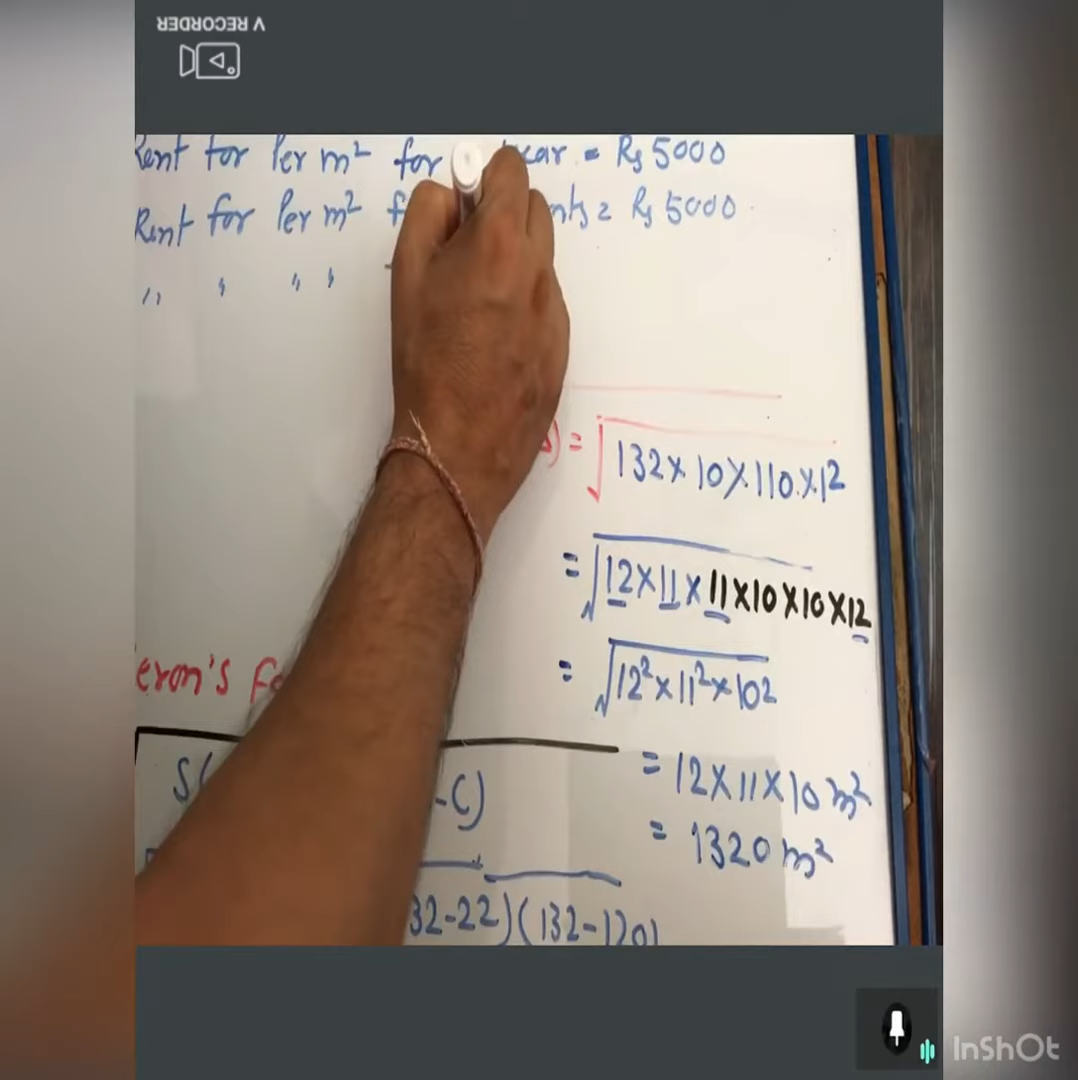 V RECORDER
Rent for Per m² for year = Rs 5000
Rent for Per m² = Rs 5000
,, ,, ,, ,,
) = √132×10×110×12
= √12×11×11×10×10×12
= √12²×11²×10²
eron's Fo
= 12×11×10 m²
S( -C)
= 1320 m²
32-22)(132-120)
InShOt